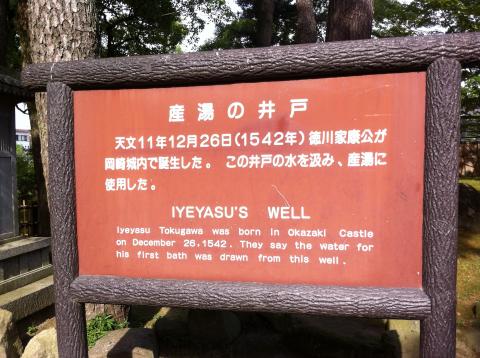 産湯の井戸
天文11年12月26日(1542年)徳川家康公が
岡崎城内で誕生した。 この井戸の水を汲み、産湯に
使用した。
IYEYASU'S WELL
Iyeyasu Tokugawa was born in Okazaki Castle
on December 26,1542. They say the water for
his first bath was drawn from this well.